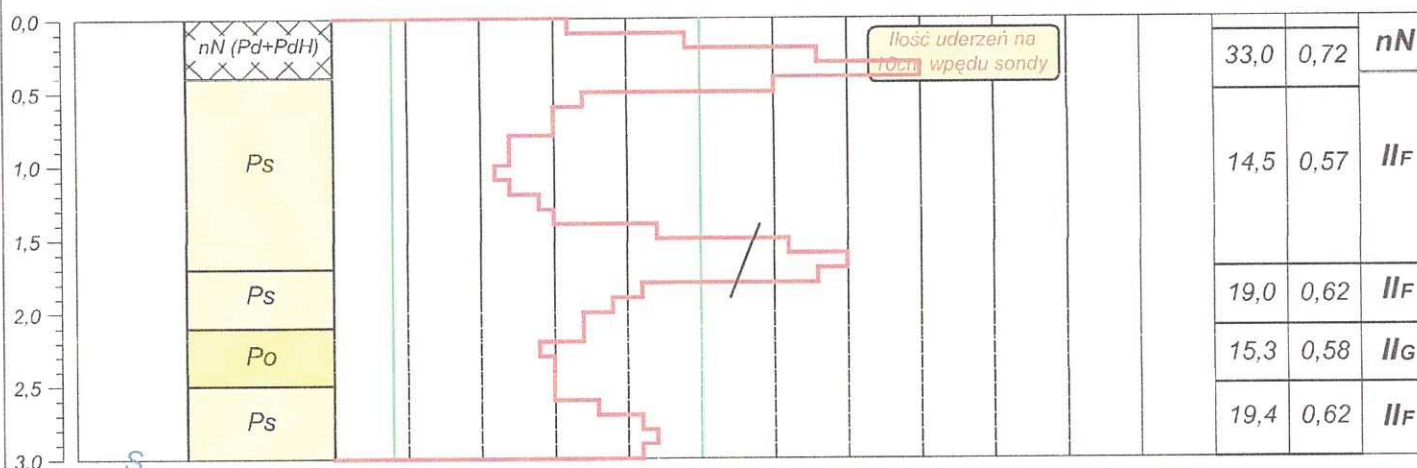 0,0
nN (Pd+PdH)
Ilość uderzeń na
10cm wpędu sondy
33,0 0,72 nN
0,5
Ps
14,5 0,57 IIF
1,0
1,5
Ps
19,0 0,62 IIF
2,0
Po
15,3 0,58 IIG
2,5
Ps
19,4 0,62 IIF
3,0